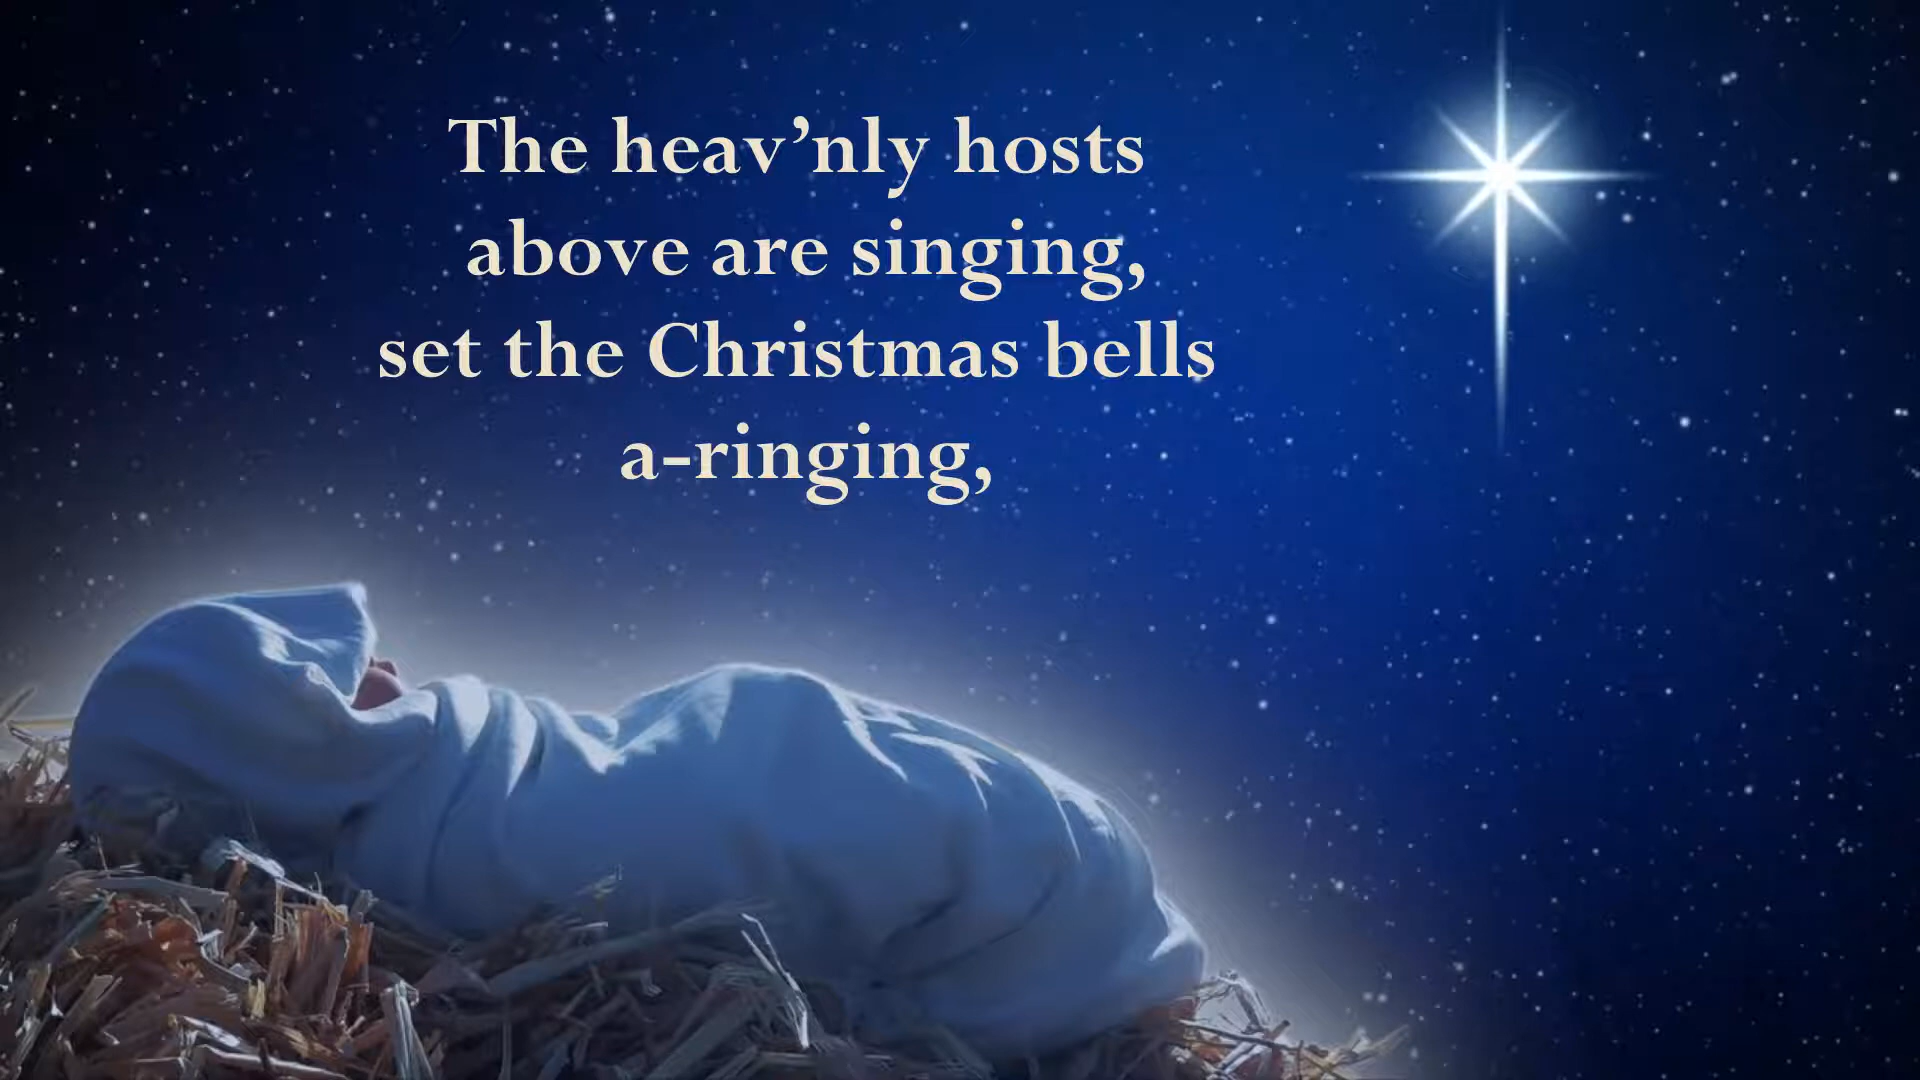 The heav’nly hosts
above are singing,
set the Christmas bells
a-ringing,